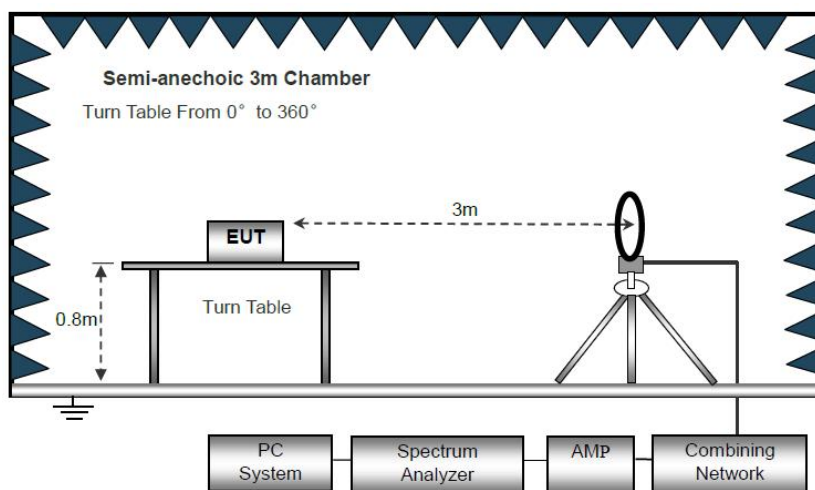 Semi-anechoic 3m Chamber
Turn Table From 0° to 360°
3m
EUT
Turn Table
0.8m
PC
System
Spectrum
Analyzer
AMP
Combining
Network